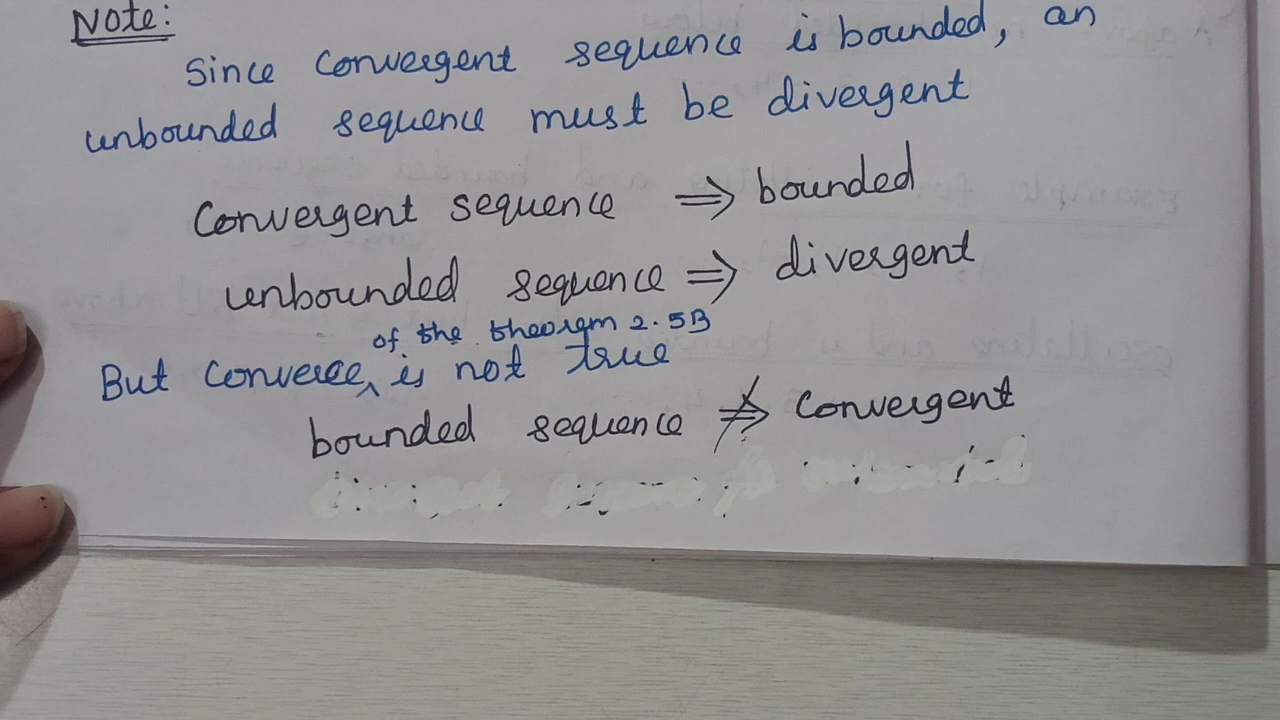 Note:
Since Convergent sequence is bounded, an
unbounded sequence must be divergent
Convergent sequence ⇒ bounded
unbounded sequence ⇒ divergent
of the theorem 2.5B
But Converce ^ is not true
bounded sequence ⇏ Convergent